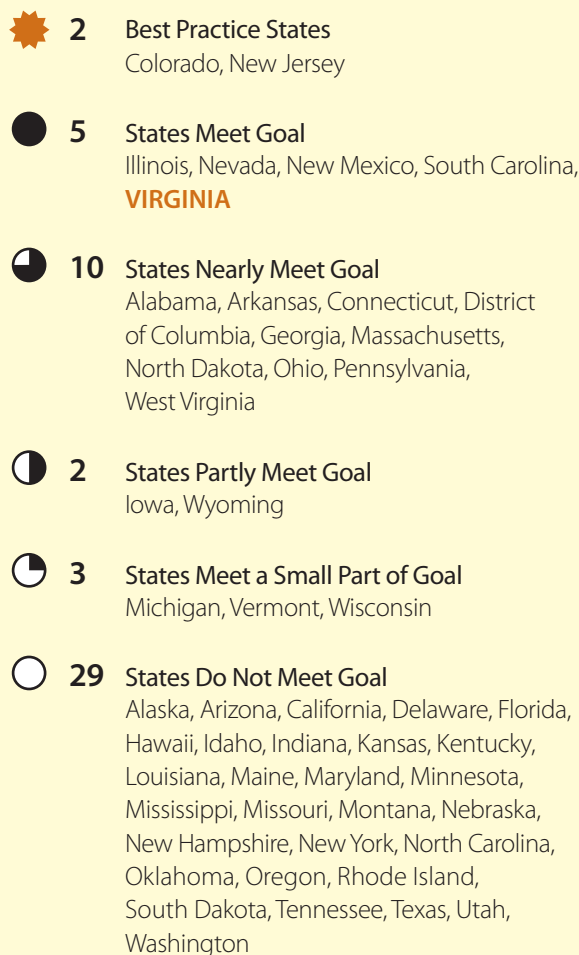 2 Best Practice States
Colorado, New Jersey
5 States Meet Goal
Illinois, Nevada, New Mexico, South Carolina,
VIRGINIA
10 States Nearly Meet Goal
Alabama, Arkansas, Connecticut, District
of Columbia, Georgia, Massachusetts,
North Dakota, Ohio, Pennsylvania,
West Virginia
2 States Partly Meet Goal
Iowa, Wyoming
3 States Meet a Small Part of Goal
Michigan, Vermont, Wisconsin
29 States Do Not Meet Goal
Alaska, Arizona, California, Delaware, Florida,
Hawaii, Idaho, Indiana, Kansas, Kentucky,
Louisiana, Maine, Maryland, Minnesota,
Mississippi, Missouri, Montana, Nebraska,
New Hampshire, New York, North Carolina,
Oklahoma, Oregon, Rhode Island,
South Dakota, Tennessee, Texas, Utah,
Washington